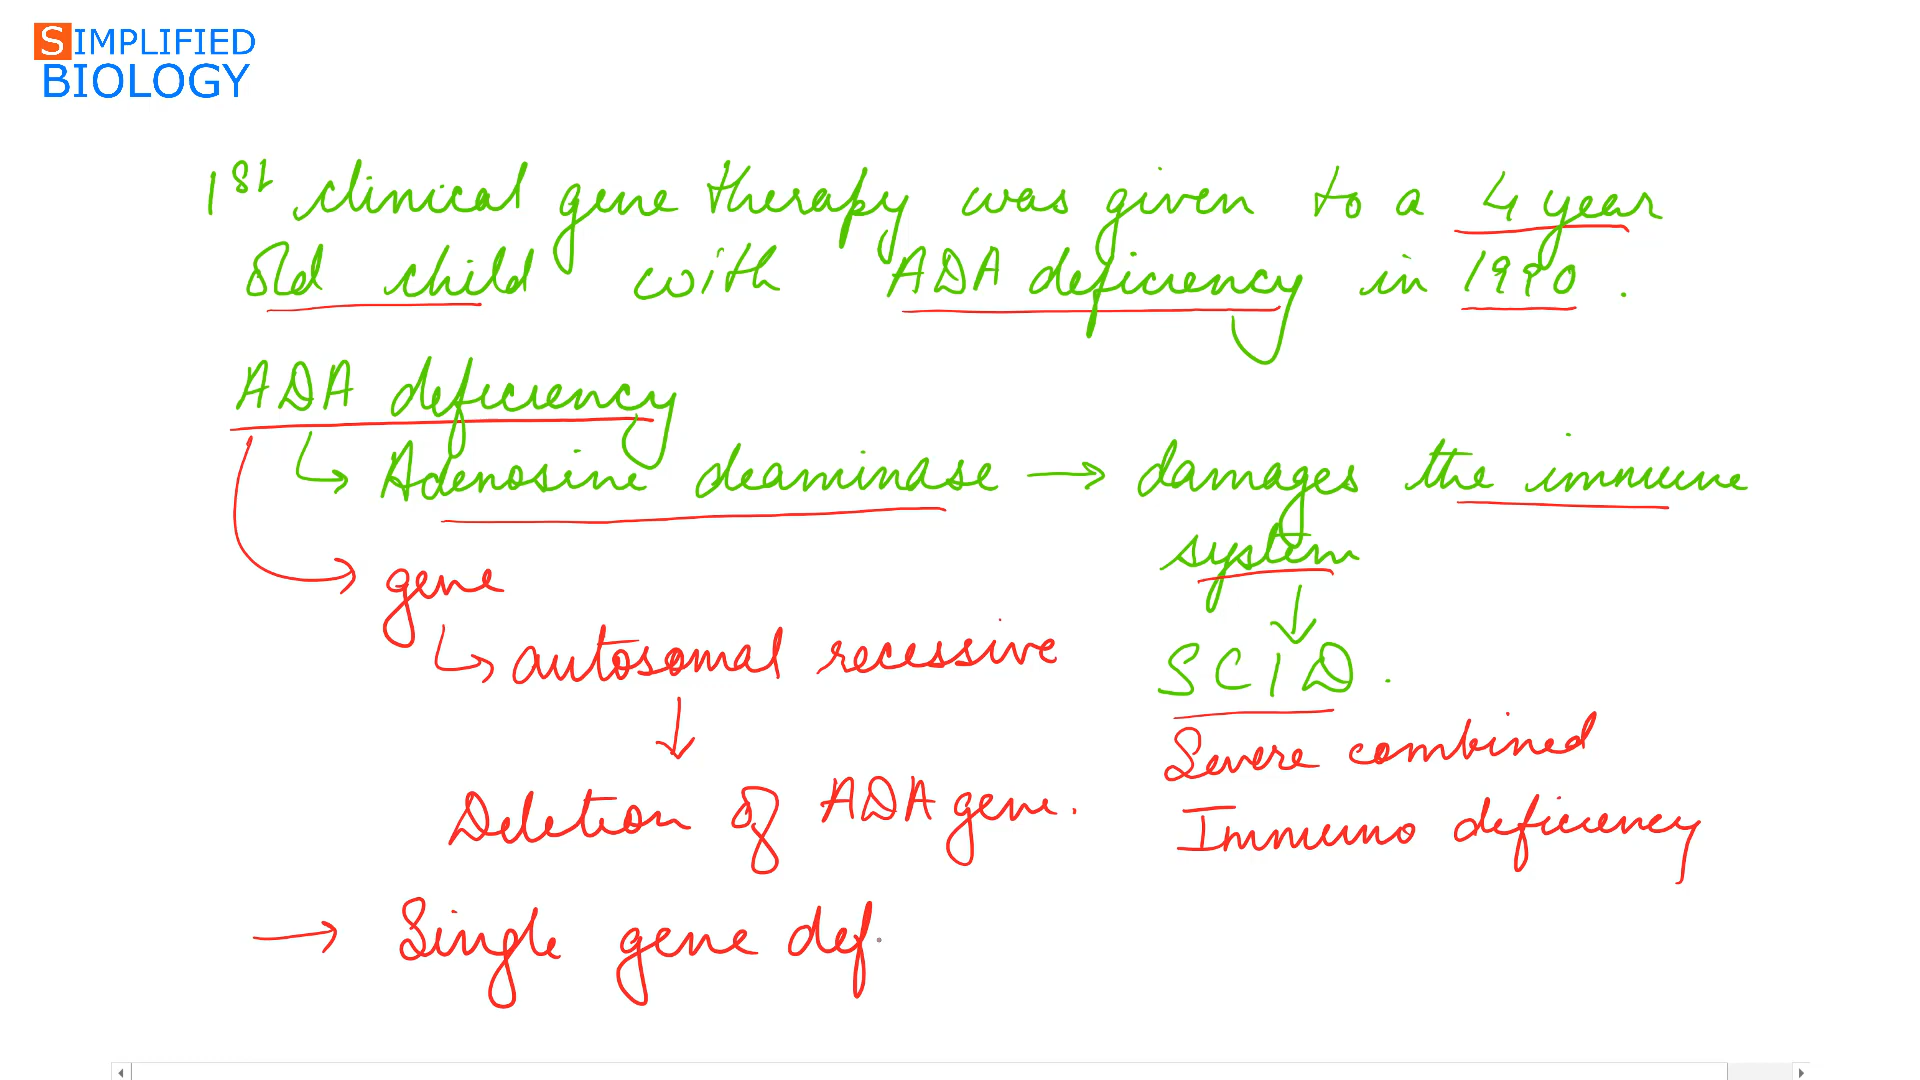 SIMPLIFIED
BIOLOGY
1st clinical gene therapy was given to a 4 year
old child with ADA deficiency in 1990.
ADA deficiency
↳ Adenosine deaminase → damages the immune
system
↓
→ gene
↳ autosomal recessive
SCID.
↓
Severe combined
Immuno deficiency
Deletion of ADA gene.
→ Single gene def